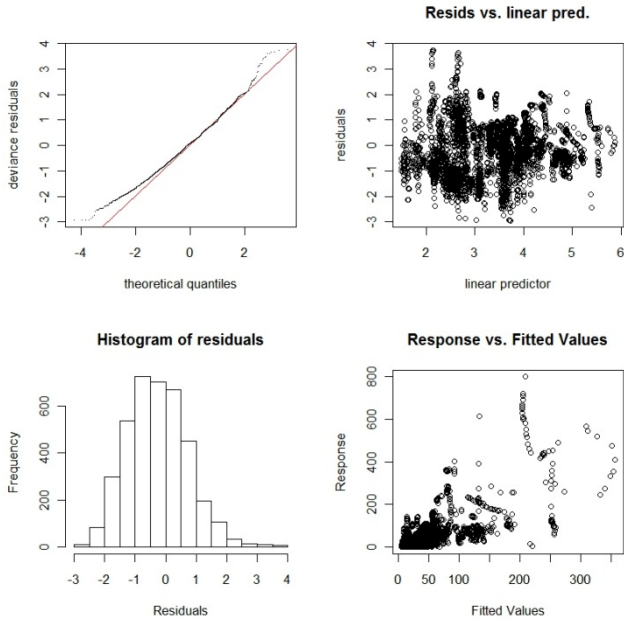 deviance residuals
-3 -2 -1 0 1 2 3 4
-4 -2 0 2
theoretical quantiles
Resids vs. linear pred.
residuals
-3 -2 -1 0 1 2 3 4
2 3 4 5 6
linear predictor
Histogram of residuals
Frequency
0 200 400 600
-3 -2 -1 0 1 2 3 4
Residuals
Response vs. Fitted Values
Response
0 200 400 600 800
0 50 100 200 300
Fitted Values